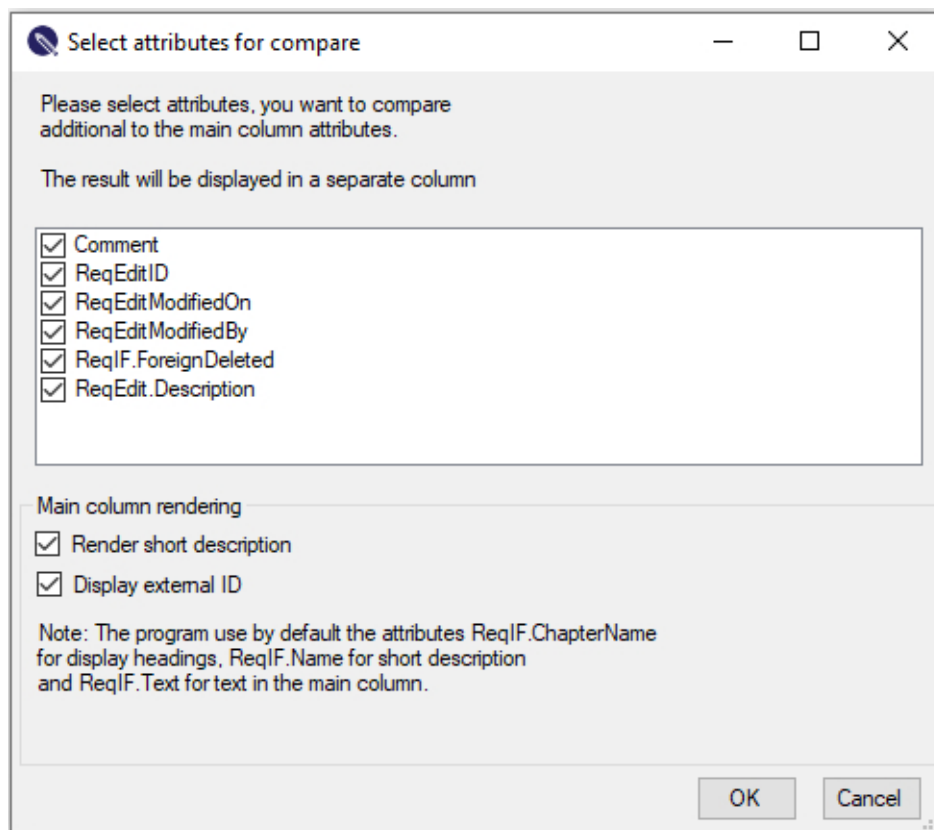 Select attributes for compare
Please select attributes, you want to compare
additional to the main column attributes.
The result will be displayed in a separate column
Comment
ReqEditID
ReqEditModifiedOn
ReqEditModifiedBy
ReqIF.ForeignDeleted
ReqEdit.Description
Main column rendering
Render short description
Display external ID
Note: The program use by default the attributes ReqIF.ChapterName
for display headings, ReqIF.Name for short description
and ReqIF.Text for text in the main column.
OK Cancel